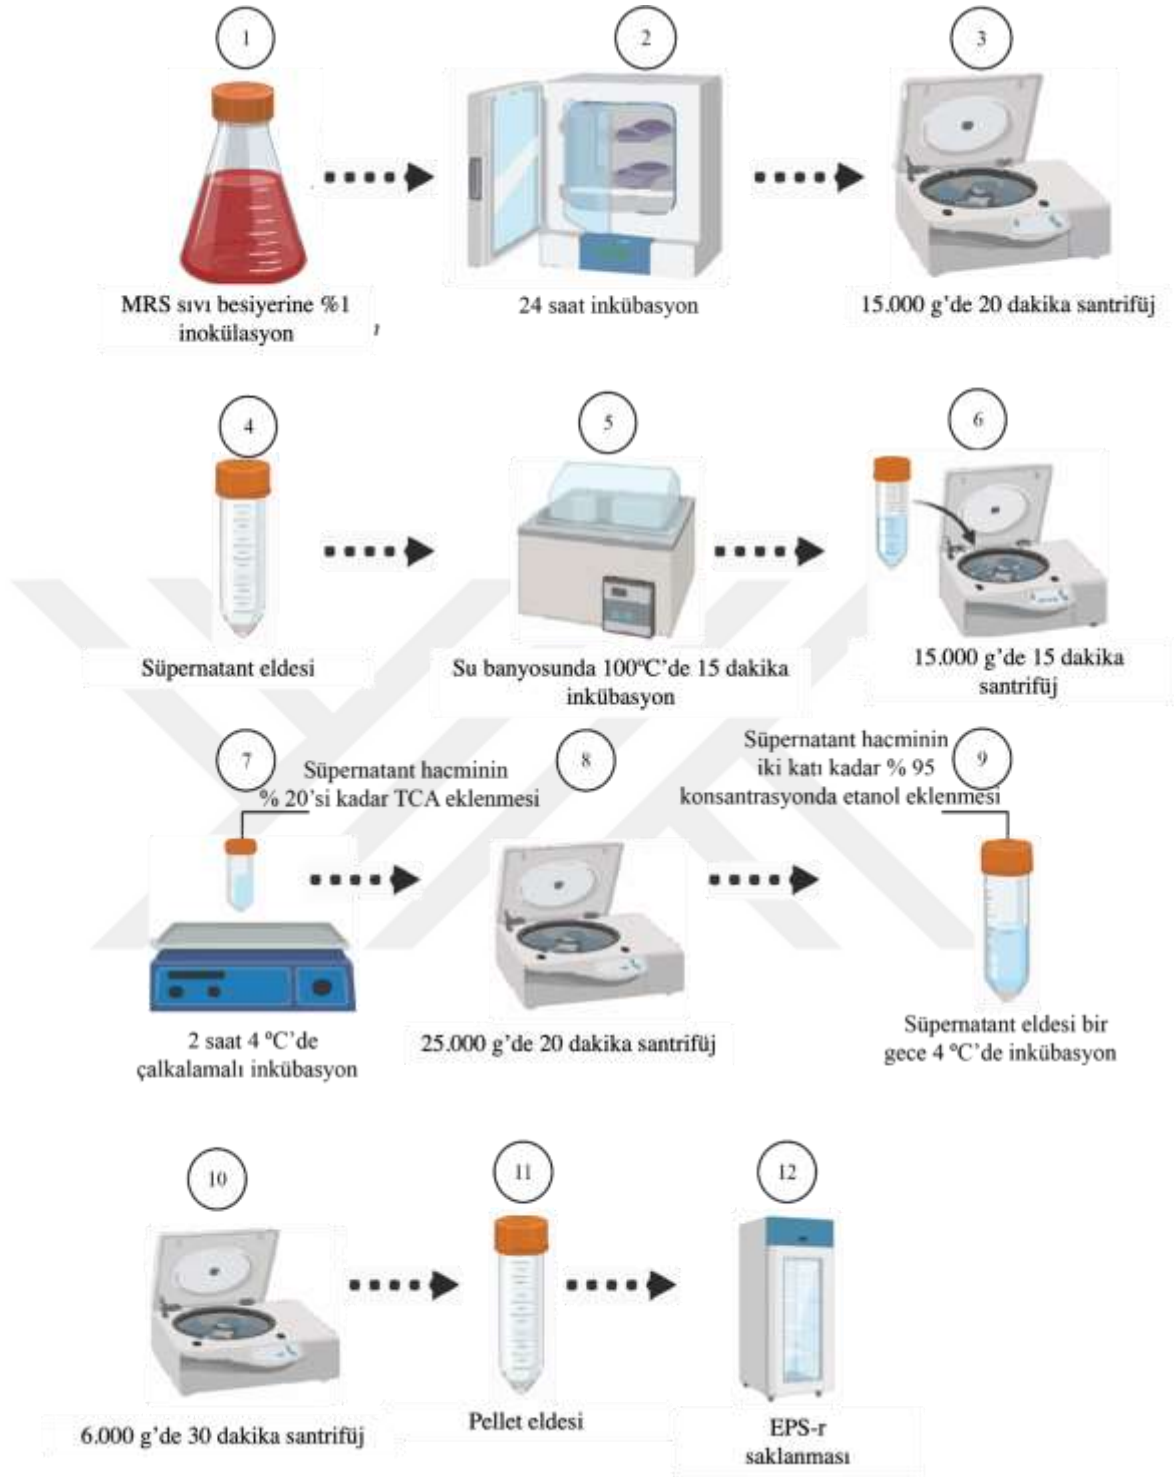 1
2
3
MRS sıvı besiyerine %1
inokülasyon
24 saat inkübasyon
15.000 g’de 20 dakika santrifüj
4
5
6
Süpernatant eldesi
Su banyosunda 100ºC’de 15 dakika
inkübasyon
15.000 g’de 15 dakika
santrifüj
7
Süpernatant hacminin
% 20’si kadar TCA eklenmesi
8
Süpernatant hacminin
iki katı kadar % 95
konsantrasyonda etanol eklenmesi
9
2 saat 4 ºC’de
çalkalamalı inkübasyon
25.000 g’de 20 dakika santrifüj
Süpernatant eldesi bir
gece 4 ºC’de inkübasyon
10
11
12
6.000 g’de 30 dakika santrifüj
Pellet eldesi
EPS-r
saklanması